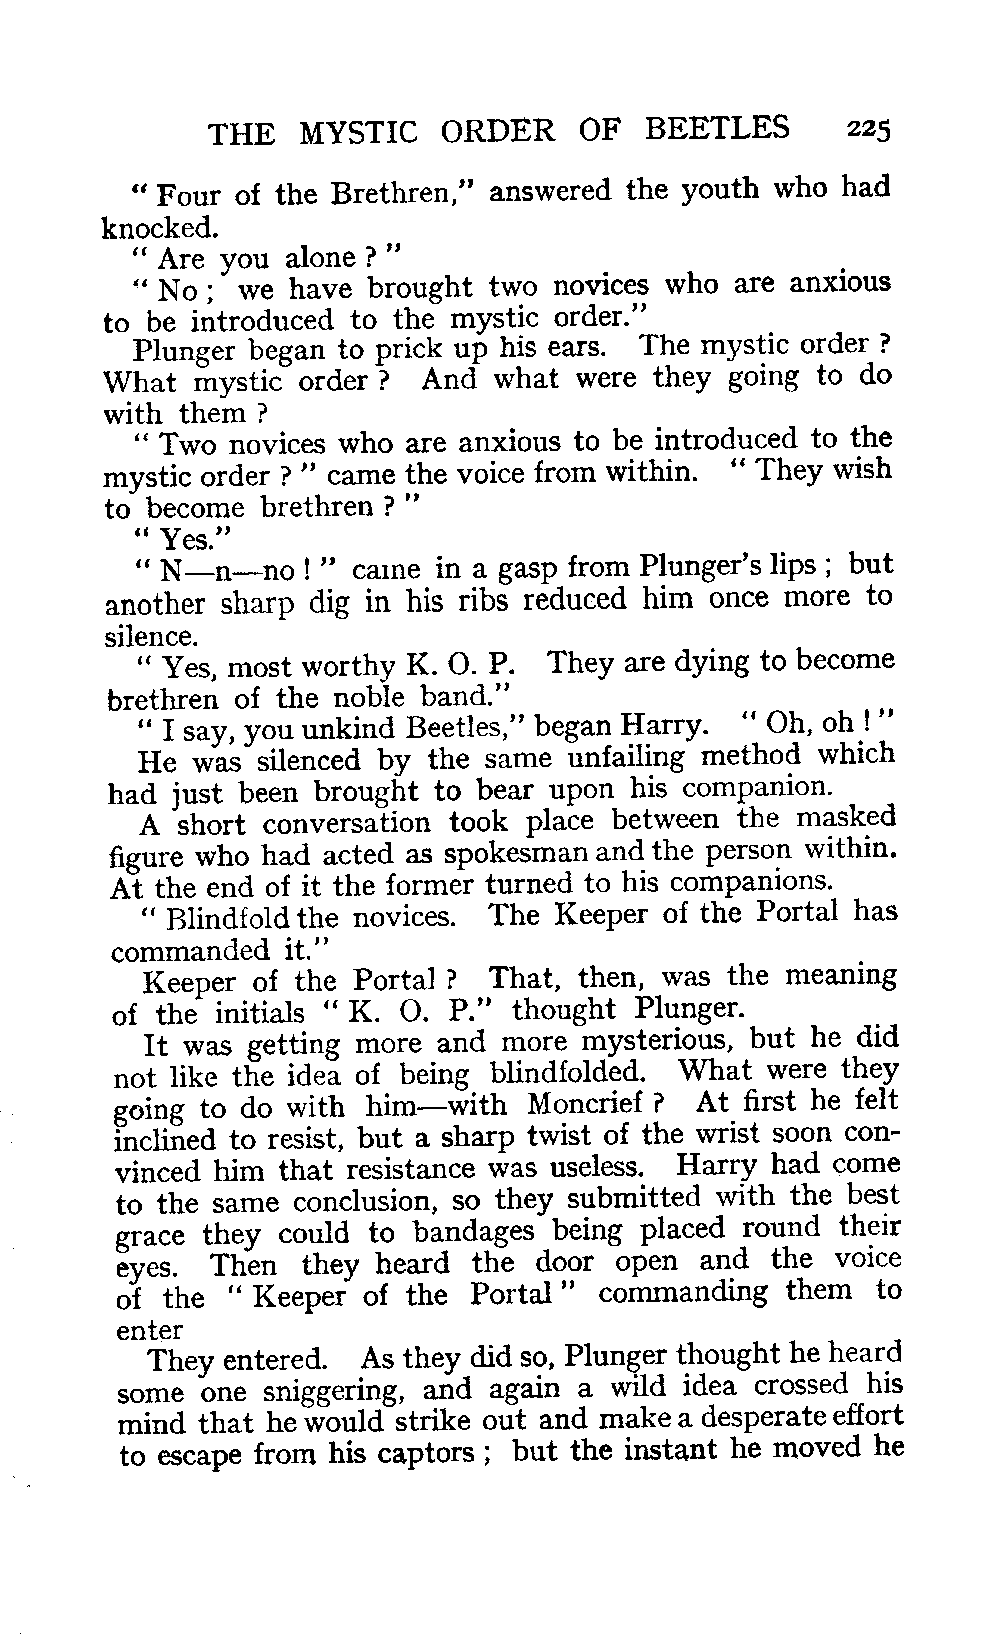 THE MYSTIC ORDER OF BEETLES 225
“ Four of the Brethren,” answered the youth who had
knocked.
“ Are you alone ? ”
“ No ; we have brought two novices who are anxious
to be introduced to the mystic order.”
Plunger began to prick up his ears. The mystic order ?
What mystic order ? And what were they going to do
with them ?
“ Two novices who are anxious to be introduced to the
mystic order ? ” came the voice from within. “ They wish
to become brethren ? ”
“ Yes.”
“ N—n—no ! ” came in a gasp from Plunger’s lips ; but
another sharp dig in his ribs reduced him once more to
silence.
“ Yes, most worthy K. O. P. They are dying to become
brethren of the noble band.”
“ I say, you unkind Beetles,” began Harry. “ Oh, oh ! ”
He was silenced by the same unfailing method which
had just been brought to bear upon his companion.
A short conversation took place between the masked
figure who had acted as spokesman and the person within.
At the end of it the former turned to his companions.
“ Blindfold the novices. The Keeper of the Portal has
commanded it.”
Keeper of the Portal ? That, then, was the meaning
of the initials “ K. O. P.” thought Plunger.
It was getting more and more mysterious, but he did
not like the idea of being blindfolded. What were they
going to do with him—with Moncrief ? At first he felt
inclined to resist, but a sharp twist of the wrist soon con-
vinced him that resistance was useless. Harry had come
to the same conclusion, so they submitted with the best
grace they could to bandages being placed round their
eyes. Then they heard the door open and the voice
of the “ Keeper of the Portal ” commanding them to
enter
They entered. As they did so, Plunger thought he heard
some one sniggering, and again a wild idea crossed his
mind that he would strike out and make a desperate effort
to escape from his captors ; but the instant he moved he